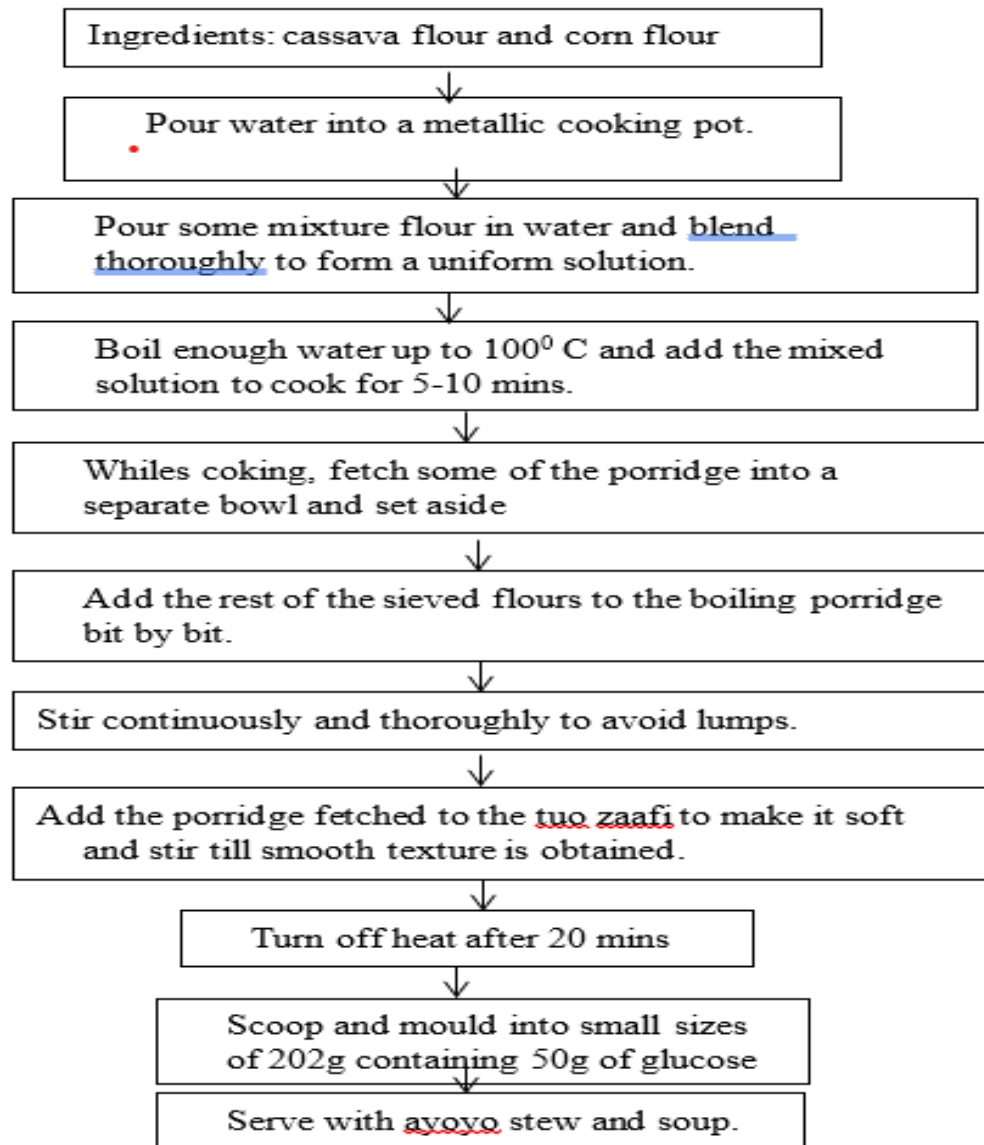 Ingredients: cassava flour and corn flour
Pour water into a metallic cooking pot.
Pour some mixture flour in water and blend
thoroughly to form a uniform solution.
Boil enough water up to 100⁰ C and add the mixed
solution to cook for 5-10 mins.
Whiles coking, fetch some of the porridge into a
separate bowl and set aside
Add the rest of the sieved flours to the boiling porridge
bit by bit.
Stir continuously and thoroughly to avoid lumps.
Add the porridge fetched to the tuo zaafi to make it soft
and stir till smooth texture is obtained.
Turn off heat after 20 mins
Scoop and mould into small sizes
of 202g containing 50g of glucose
Serve with ayoyo stew and soup.